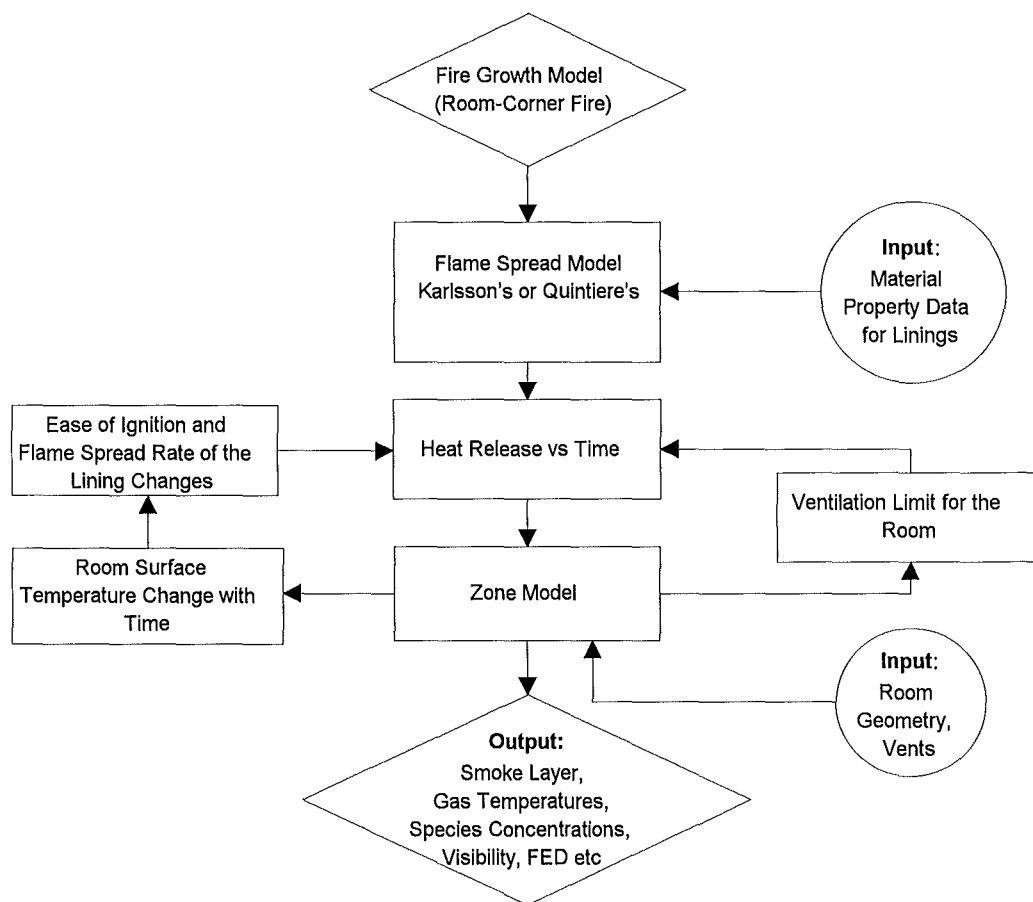 Fire Growth Model
(Room-Corner Fire)
Flame Spread Model
Karlsson's or Quintiere's
Input:
Material
Property Data
for Linings
Ease of Ignition and
Flame Spread Rate of the
Lining Changes
Heat Release vs Time
Ventilation Limit for the
Room
Room Surface
Temperature Change with
Time
Zone Model
Input:
Room
Geometry,
Vents
Output:
Smoke Layer,
Gas Temperatures,
Species Concentrations,
Visibility, FED etc